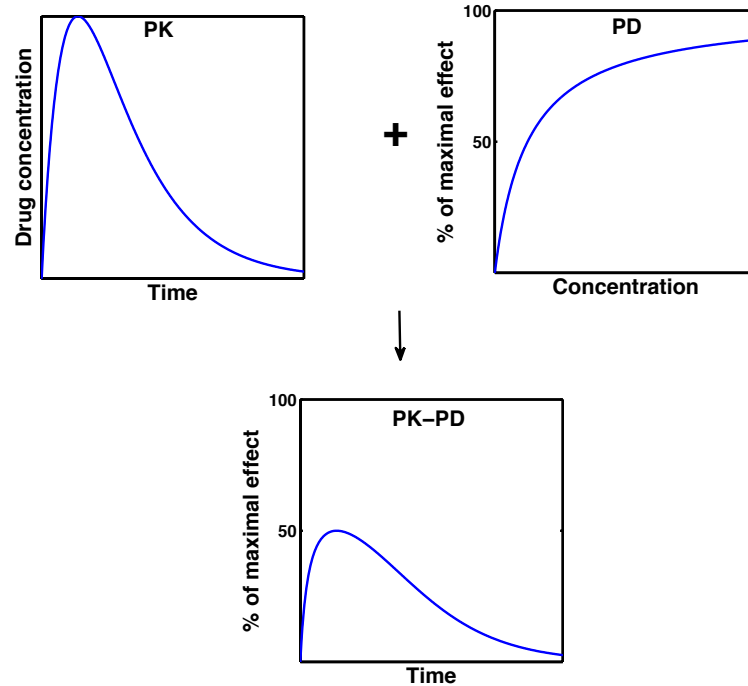 PK
Drug concentration
Time
+
100
PD
50
% of maximal effect
Concentration
100
PK−PD
50
% of maximal effect
Time